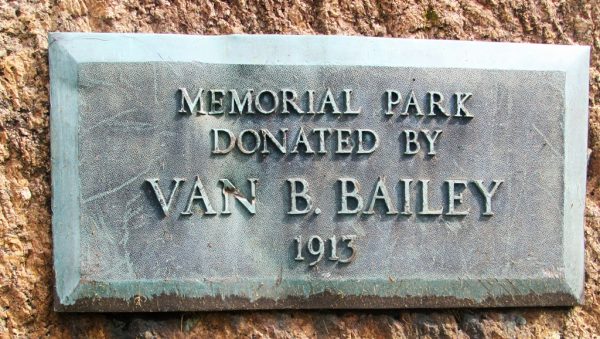 MEMORIAL PARK
DONATED BY
VAN B. BAILEY
1913